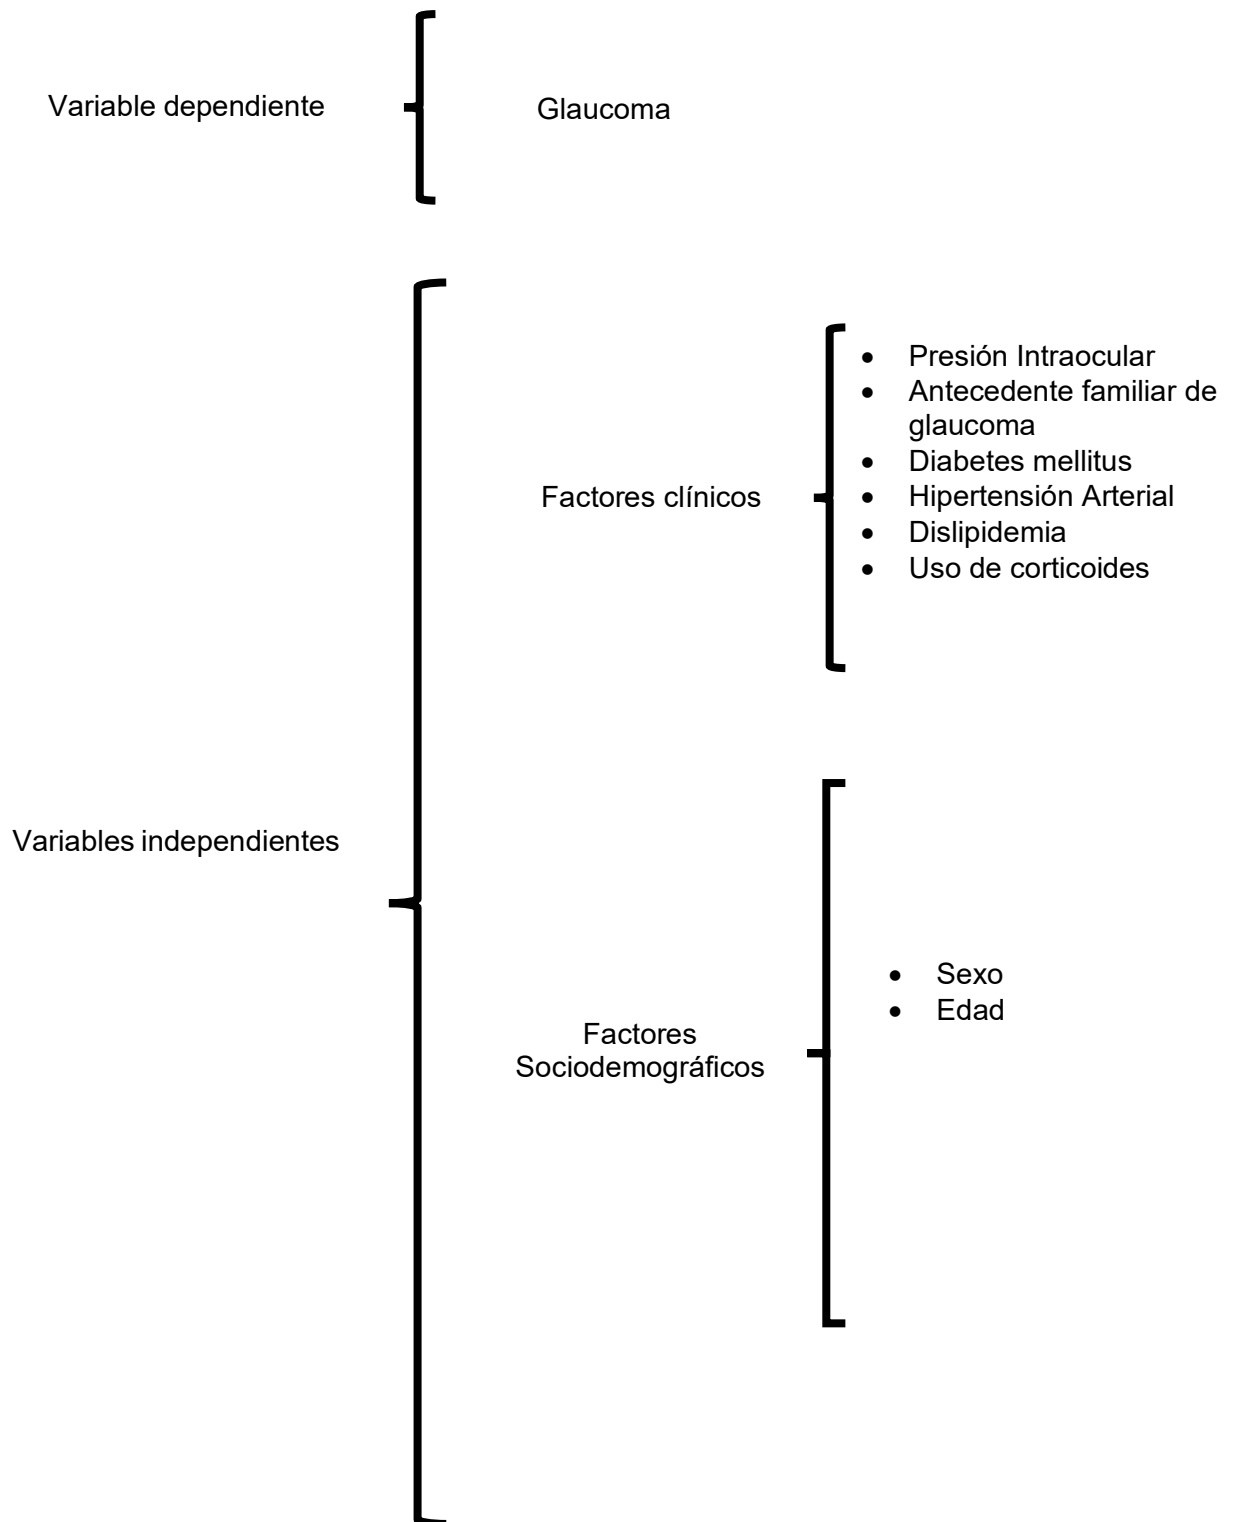 Variable dependiente
Glaucoma
• Presión Intraocular
• Antecedente familiar de
glaucoma
• Diabetes mellitus
• Hipertensión Arterial
• Dislipidemia
• Uso de corticoides
Factores clínicos
Variables independientes
• Sexo
• Edad
Factores
Sociodemográficos